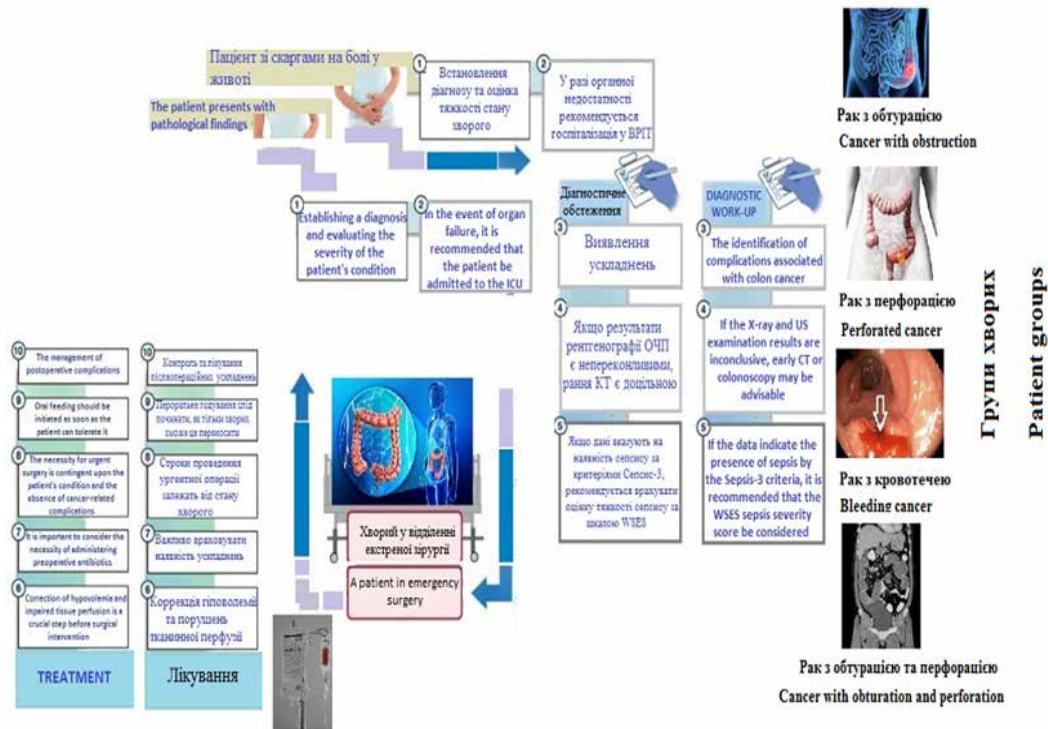 Пацієнт зі скаргами на болі у
животі
The patient presents with
pathological findings
1
Встановлення
діагнозу та оцінка
тяжкості стану
хворого
2
У разі органної
недостатності
рекомендується
госпіталізація у ВРІТ
1
Establishing a diagnosis
and evaluating the
severity of the
patient's condition
2
In the event of organ
failure, it is
recommended that
the patient be
admitted to the ICU
Діагностичне
обстеження
3
Виявлення
ускладнень
4
Якщо результати
рентгенографії ОЧП
є непереконливими,
рання КТ є доцільною
5
Якщо дані вказують на
наявність сепсису за
критеріями Сепсис-3,
рекомендується врахувати
оцінку тяжкості сепсису за
шкалою WSES
DIAGNOSTIC
WORK-UP
3
The identification of
complications associated
with colon cancer
4
If the X-ray and US
examination results are
inconclusive, early CT or
colonoscopy may be
advisable
5
If the data indicate the
presence of sepsis by
the Sepsis-3 criteria, it is
recommended that the
WSES sepsis severity
score be considered
10
The management of
postoperative complications
9
Oral feeding should be
initiated as soon as the
patient can tolerate it
8
The necessity for urgent
surgery is contingent upon
the patient's condition and the
absence of cancer-related
complications
7
It is important to consider the
necessity of administering
preoperative antibiotics
6
Correction of hypovolemia and
impaired tissue perfusion is a
crucial step before surgical
intervention
TREATMENT
10
Контроль та лікування
післяопераційних ускладнень
9
Пероральне годування слід
починати, як тільки хворий
зможе це переносити
8
Строки проведення
ургентної операції
залежать від стану
хворого
7
Важливо враховувати
наявність ускладнень
6
Коррекція гіповолемії
та порушень
тканинної перфузії
Лікування
Хворий у відділенні
екстреної хірургії
A patient in emergency
surgery
Рак з обтурацією
Cancer with obstruction
Рак з перфорацією
Perforated cancer
Рак з кровотечею
Bleeding cancer
Рак з обтурацією та перфорацією
Cancer with obturation and perforation
Групи хворих
Patient groups